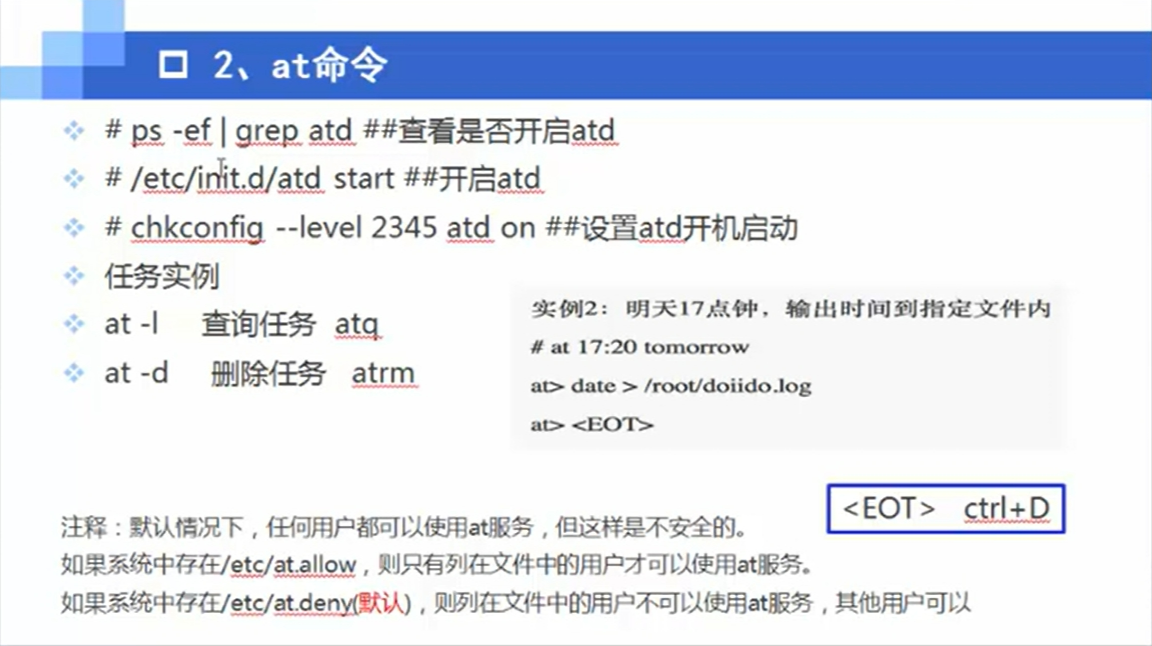 2、at命令
# ps -ef | grep atd ##查看是否开启atd
# /etc/init.d/atd start ##开启atd
# chkconfig --level 2345 atd on ##设置atd开机启动
任务实例
at -l 查询任务 atq
at -d 删除任务 atrm
实例2：明天17点钟，输出时间到指定文件内
# at 17:20 tomorrow
at> date > /root/doiido.log
at> <EOT>
<EOT> ctrl+D
注释：默认情况下，任何用户都可以使用at服务，但这样是不安全的。
如果系统中存在/etc/at.allow，则只有列在文件中的用户才可以使用at服务。
如果系统中存在/etc/at.deny(默认)，则列在文件中的用户不可以使用at服务，其他用户可以